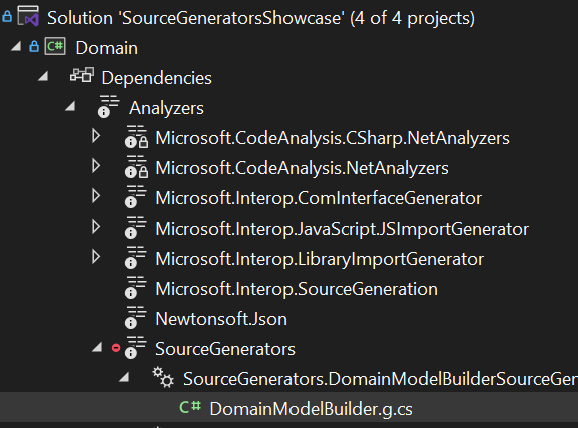 Solution 'SourceGeneratorsShowcase' (4 of 4 projects)
C# Domain
Dependencies
Analyzers
Microsoft.CodeAnalysis.CSharp.NetAnalyzers
Microsoft.CodeAnalysis.NetAnalyzers
Microsoft.Interop.ComInterfaceGenerator
Microsoft.Interop.JavaScript.JSImportGenerator
Microsoft.Interop.LibraryImportGenerator
Microsoft.Interop.SourceGeneration
Newtonsoft.Json
SourceGenerators
SourceGenerators.DomainModelBuilderSourceGen
C# DomainModelBuilder.g.cs